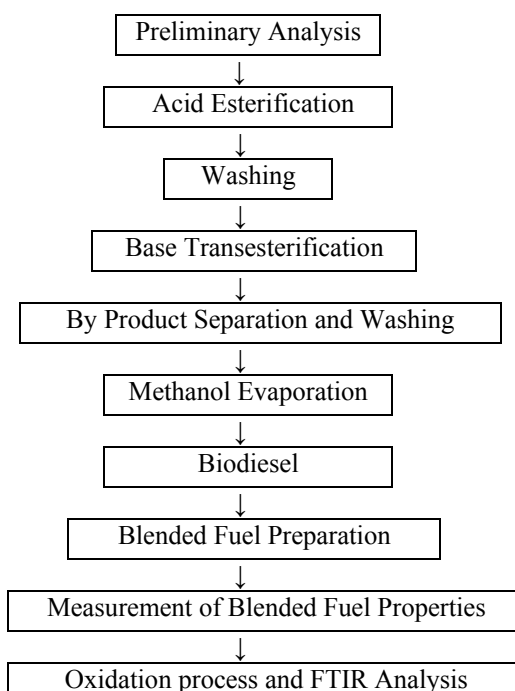 Preliminary Analysis
↓
Acid Esterification
↓
Washing
↓
Base Transesterification
↓
By Product Separation and Washing
↓
Methanol Evaporation
↓
Biodiesel
↓
Blended Fuel Preparation
↓
Measurement of Blended Fuel Properties
↓
Oxidation process and FTIR Analysis